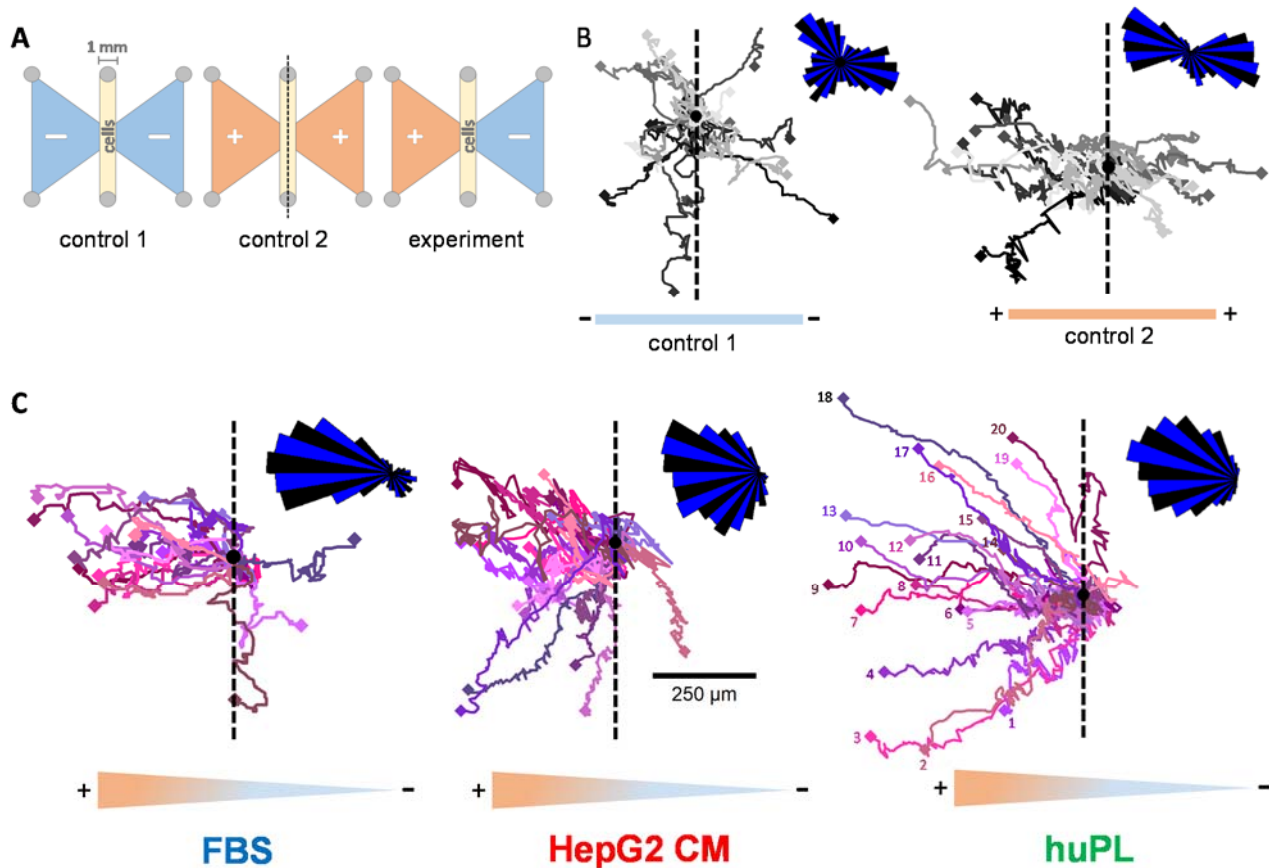 A
1 mm
− cells −
+ +
+ cells −
control 1
control 2
experiment
B
− −
control 1
+ +
control 2
C
18
20
17
19
16
13
15
12
14
10
11
9
8
7
6
5
4
3
2
1
250 µm
+ −
+ −
+ −
FBS
HepG2 CM
huPL